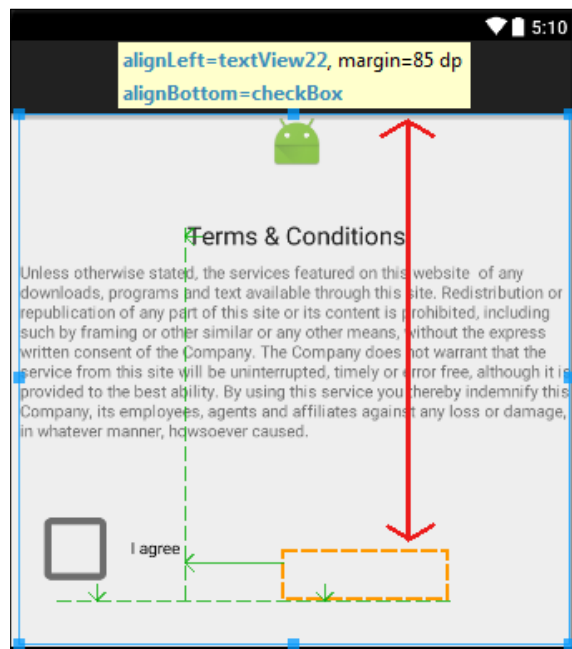 5:10
alignLeft=textView22, margin=85 dp
alignBottom=checkBox
Terms & Conditions
Unless otherwise stated, the services featured on this website  of any
downloads, programs and text available through this site. Redistribution or
republication of any part of this site or its content is prohibited, including
such by framing or other similar or any other means, without the express
written consent of the Company. The Company does not warrant that the
service from this site will be uninterrupted, timely or error free, although it is
provided to the best ability. By using this service you thereby indemnify this
Company, its employees, agents and affiliates against any loss or damage,
in whatever manner, howsoever caused.
I agree